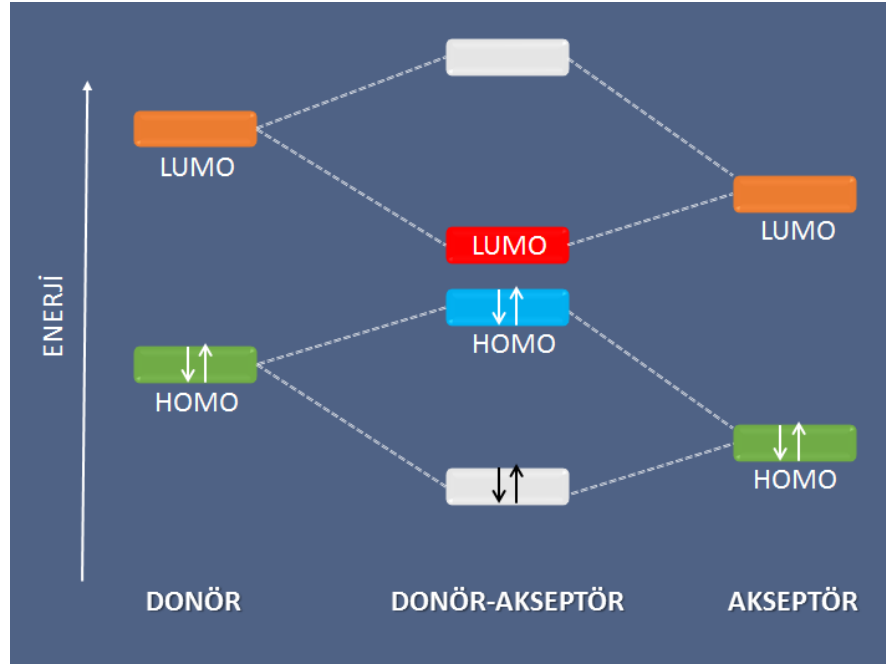 LUMO
LUMO
LUMO
ENERJİ
HOMO
HOMO
HOMO
DONÖR
DONÖR-AKSEPTÖR
AKSEPTÖR